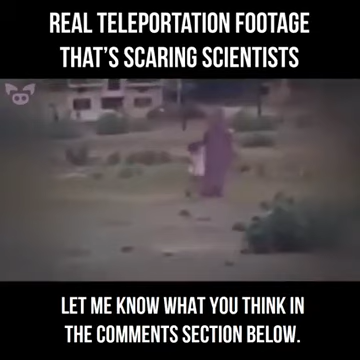 REAL TELEPORTATION FOOTAGE
THAT'S SCARING SCIENTISTS
LET ME KNOW WHAT YOU THINK IN
THE COMMENTS SECTION BELOW.